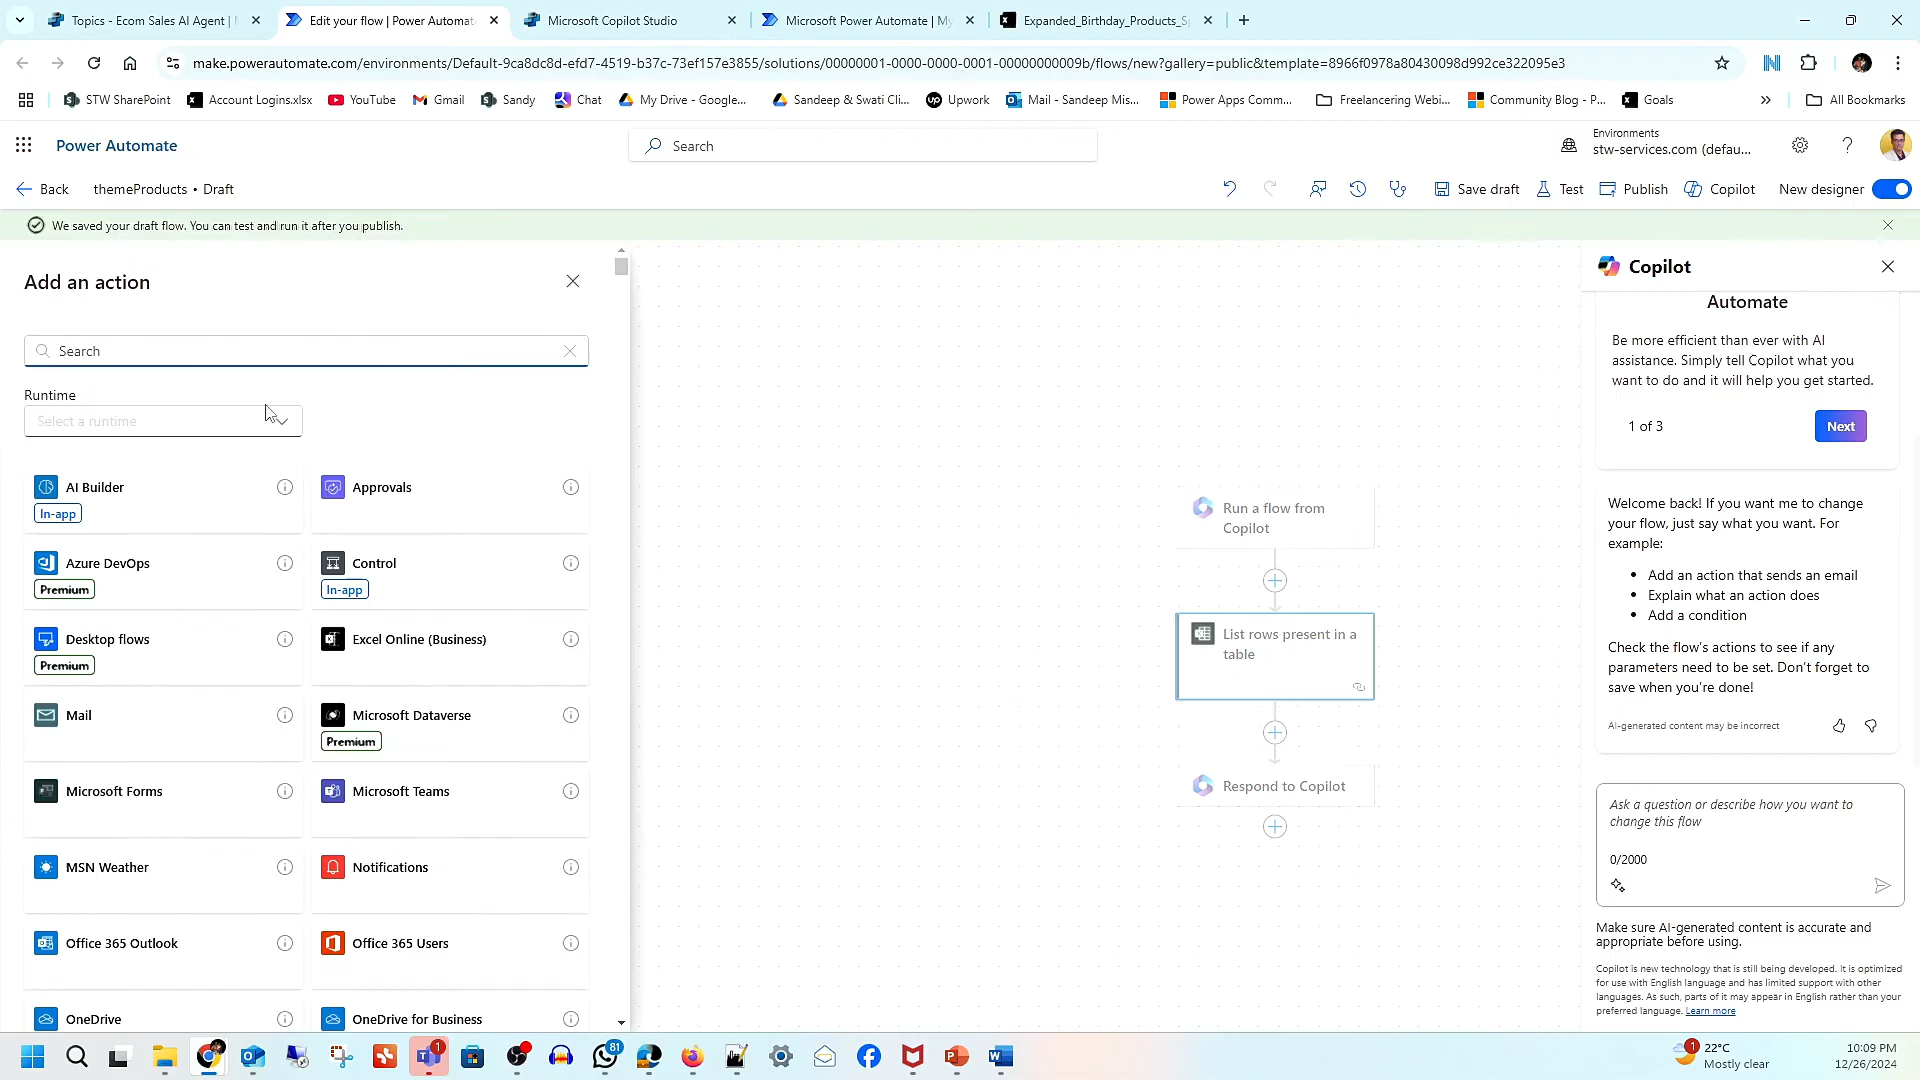 Topics - Ecom Sales AI Agent | M
Edit your flow | Power Automat
Microsoft Copilot Studio
Microsoft Power Automate | My
Expanded_Birthday_Products_S
make.powerautomate.com/environments/Default-9ca8dc8d-efd7-4519-b37c-73ef157e3855/solutions/00000001-0000-0000-0001-00000000009b/flows/new?gallery=public&template=8966f0978a80430098d992ce322095e3
STW SharePoint
Account Logins.xlsx
YouTube
Gmail
Sandy
Chat
My Drive - Google...
Sandeep & Swati Cli...
Upwork
Mail - Sandeep Mis...
Power Apps Comm...
Freelancering Webi...
Community Blog - P...
Goals
All Bookmarks
Power Automate
Search
Environments
stw-services.com (defau...
Back
themeProducts • Draft
Save draft
Test
Publish
Copilot
New designer
We saved your draft flow. You can test and run it after you publish.
Add an action
Search
Runtime
Select a runtime
AI Builder
In-app
Approvals
Azure DevOps
Premium
Control
In-app
Desktop flows
Premium
Excel Online (Business)
Mail
Microsoft Dataverse
Premium
Microsoft Forms
Microsoft Teams
MSN Weather
Notifications
Office 365 Outlook
Office 365 Users
OneDrive
OneDrive for Business
Run a flow from
Copilot
List rows present in a
table
Respond to Copilot
Copilot
Automate
Be more efficient than ever with AI
assistance. Simply tell Copilot what you
want to do and it will help you get started.
1 of 3
Next
Welcome back! If you want me to change
your flow, just say what you want. For
example:
• Add an action that sends an email
• Explain what an action does
• Add a condition
Check the flow's actions to see if any
parameters need to be set. Don't forget to
save when you're done!
AI-generated content may be incorrect
Ask a question or describe how you want to
change this flow
0/2000
Make sure AI-generated content is accurate and
appropriate before using.
Copilot is new technology that is still being developed. It is optimized
for use with English language and has limited support with other
languages. As such, parts of it may appear in English rather than your
preferred language. Learn more
1
81
1
22°C
Mostly clear
10:09 PM
12/26/2024